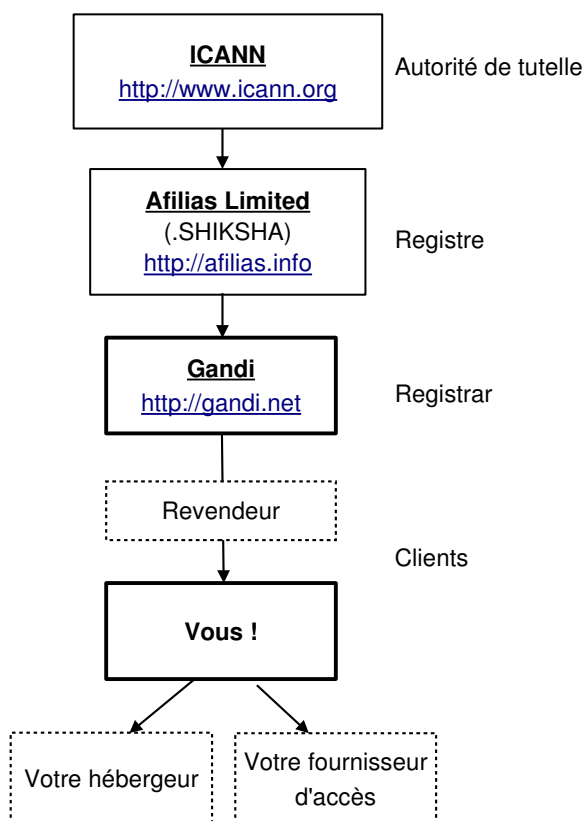 ICANN
http://www.icann.org
Autorité de tutelle
Afilias Limited
(.SHIKSHA)
http://afilias.info
Registre
Gandi
http://gandi.net
Registrar
Revendeur
Clients
Vous !
Votre hébergeur
Votre fournisseur
d'accès